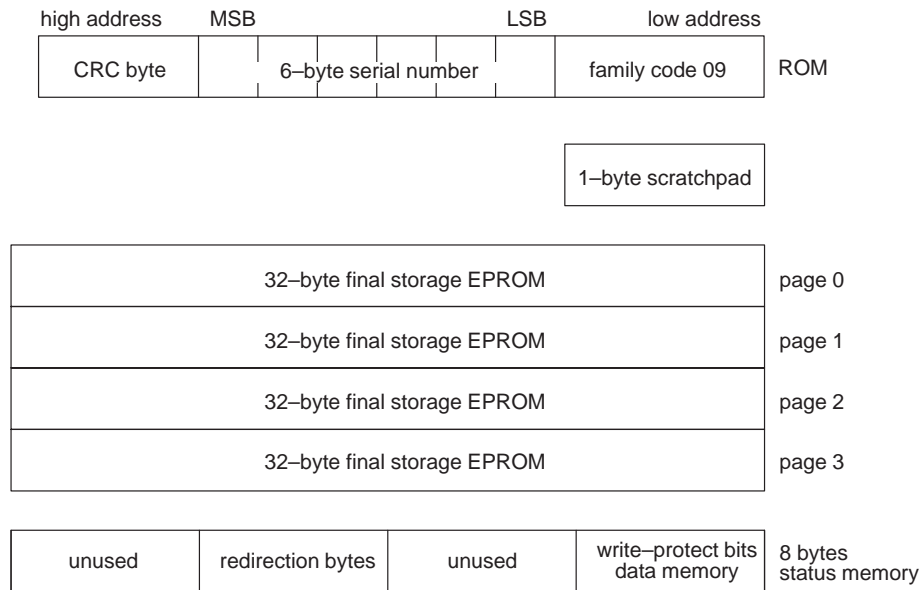 high address MSB LSB low address
CRC byte 6–byte serial number family code 09 ROM
1–byte scratchpad
32–byte final storage EPROM page 0
32–byte final storage EPROM page 1
32–byte final storage EPROM page 2
32–byte final storage EPROM page 3
unused redirection bytes unused write–protect bits data memory 8 bytes status memory